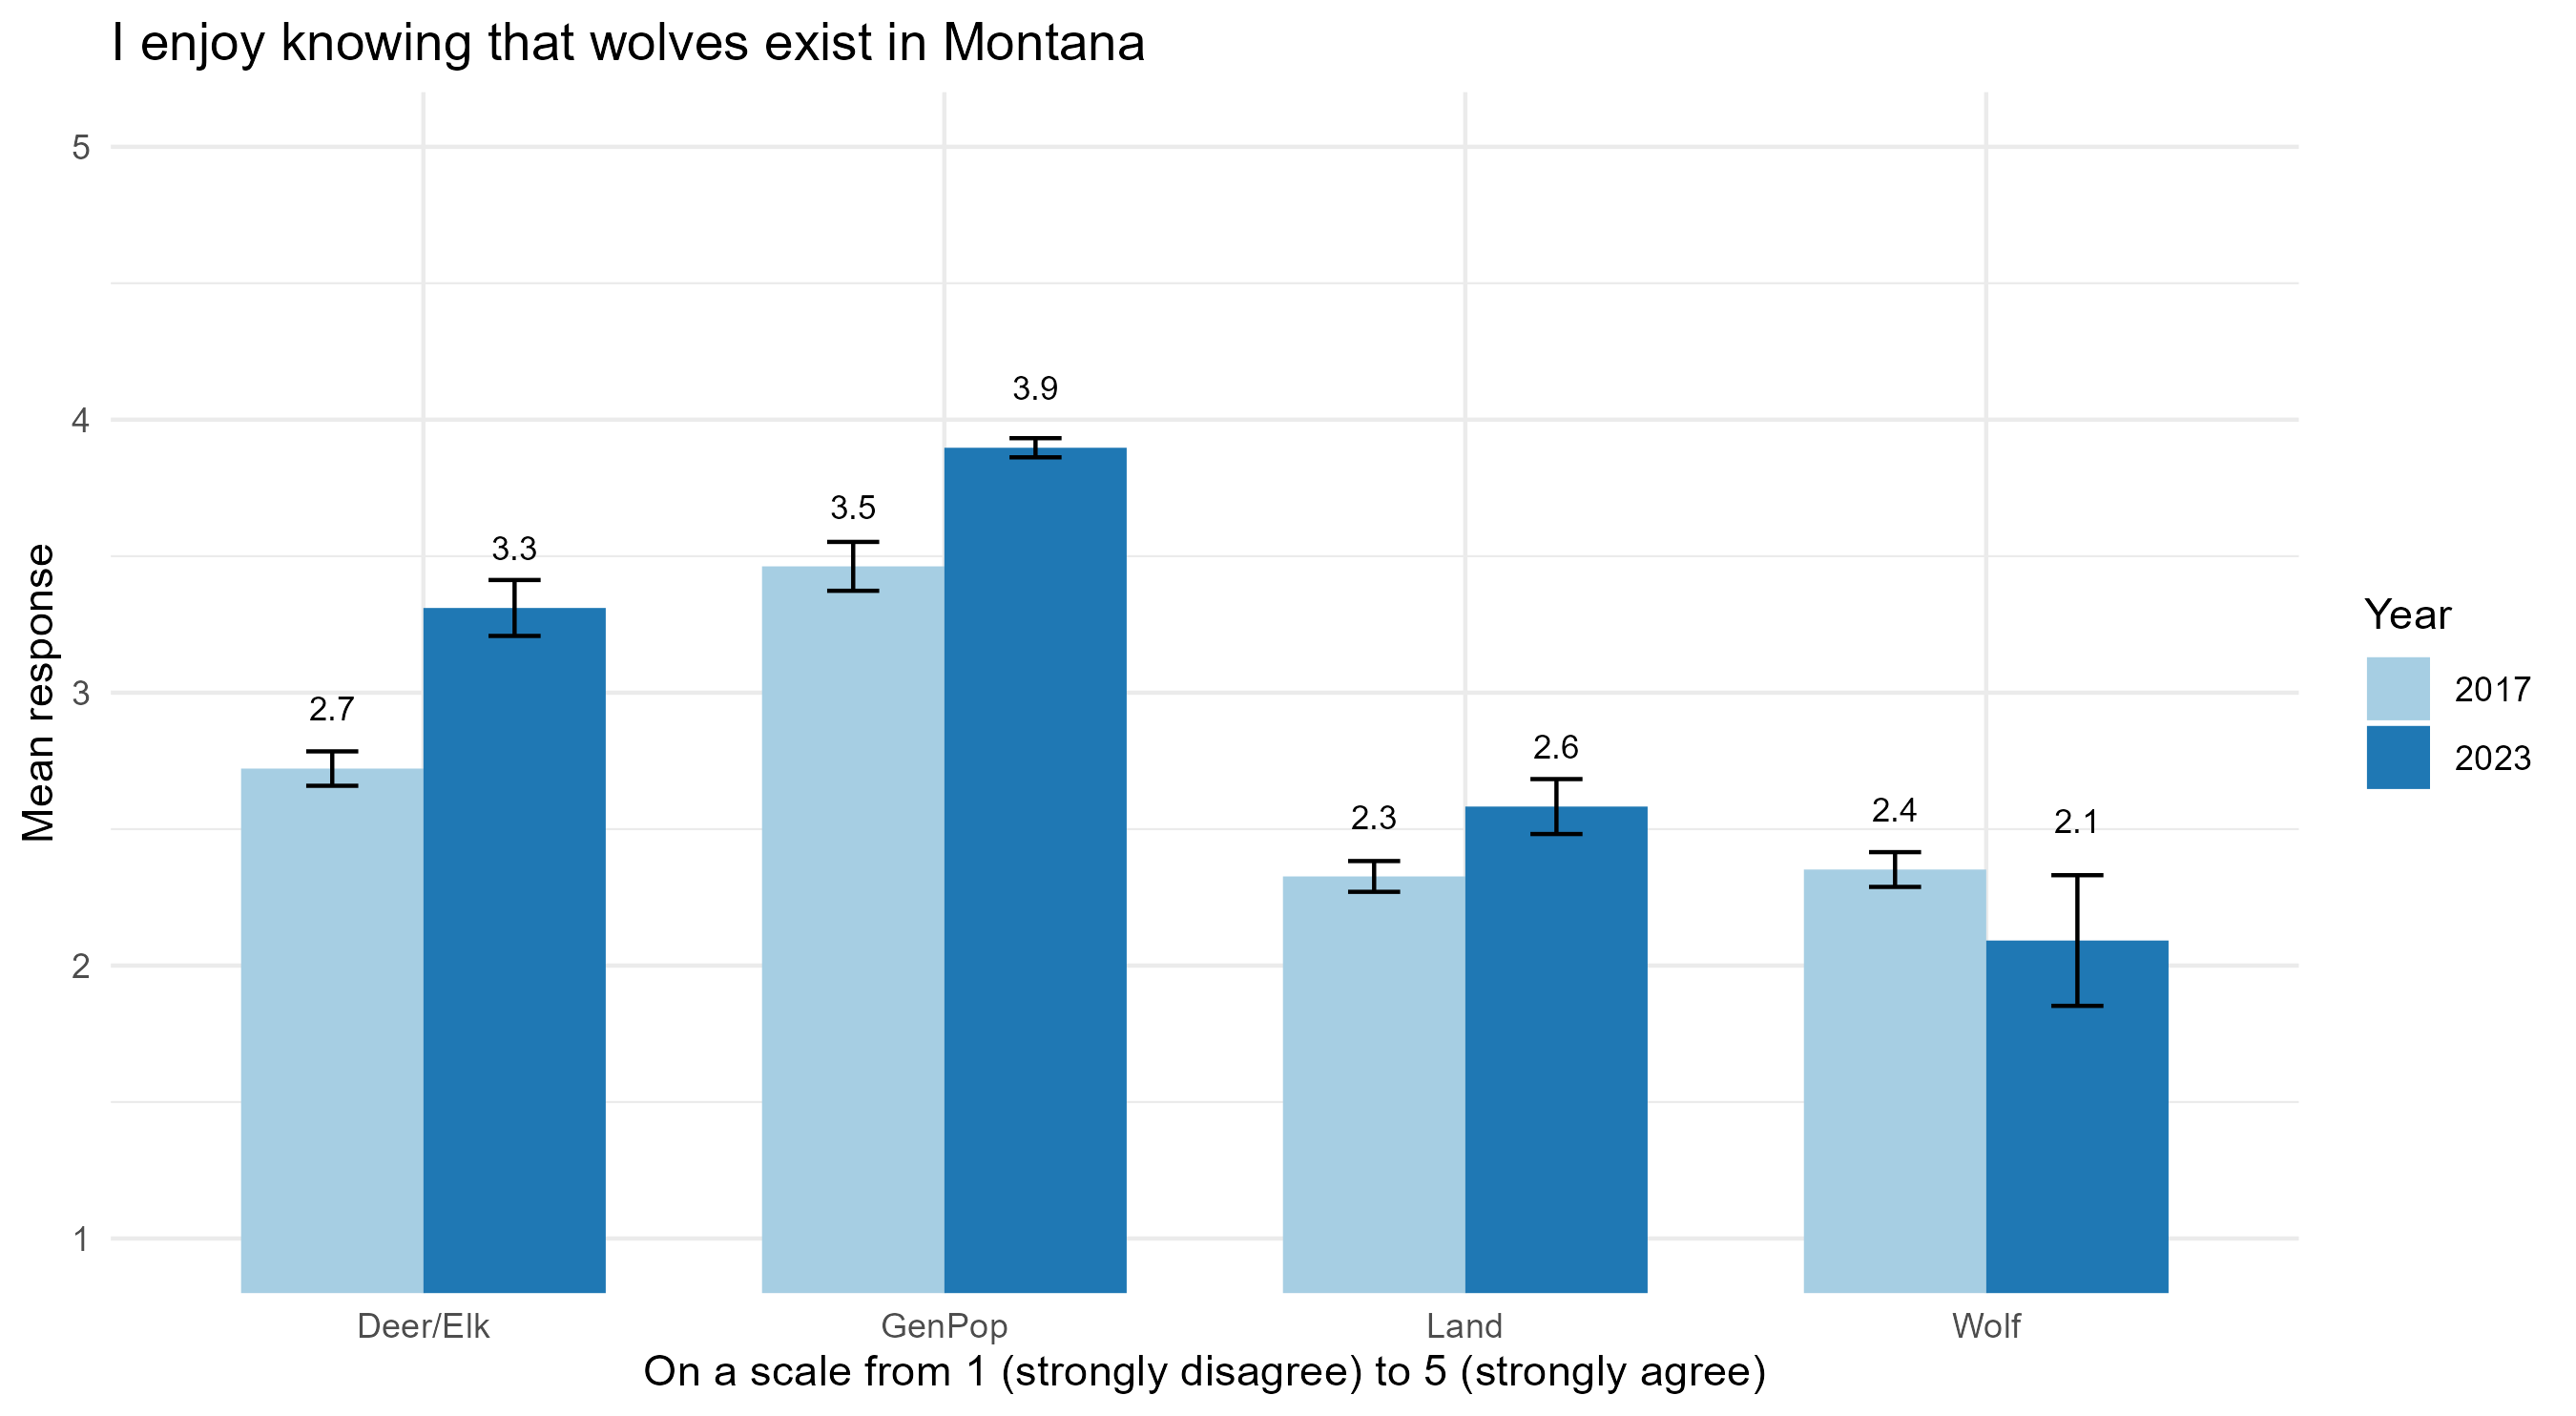 I enjoy knowing that wolves exist in Montana
5
4
3
2
1
Mean response
2.7
3.3
3.5
3.9
2.3
2.6
2.4
2.1
Deer/Elk
GenPop
Land
Wolf
On a scale from 1 (strongly disagree) to 5 (strongly agree)
Year
2017
2023